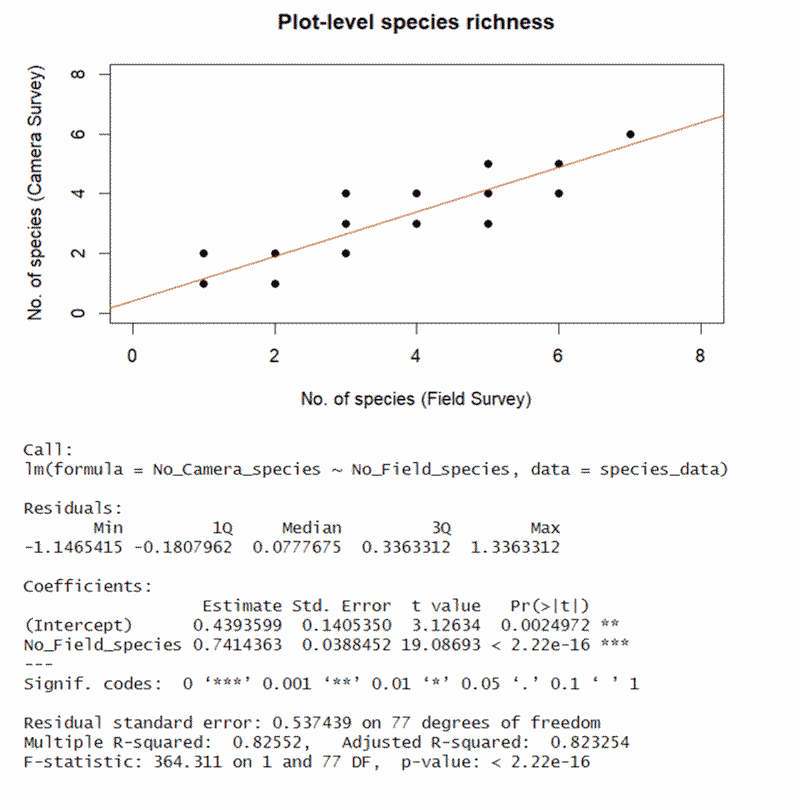 Plot-level species richness
No. of species (Camera Survey)
8
6
4
2
0
0 2 4 6 8
No. of species (Field Survey)
Call:
lm(formula = No_Camera_species ~ No_Field_species, data = species_data)
Residuals:
Min 1Q Median 3Q Max
-1.1465415 -0.1807962 0.0777675 0.3363312 1.3363312
Coefficients:
Estimate Std. Error t value Pr(>|t|)
(Intercept) 0.4393599 0.1405350 3.12634 0.0024972 **
No_Field_species 0.7414363 0.0388452 19.08693 < 2.22e-16 ***
---
Signif. codes: 0 ‘***’ 0.001 ‘**’ 0.01 ‘*’ 0.05 ‘.’ 0.1 ‘ ’ 1
Residual standard error: 0.537439 on 77 degrees of freedom
Multiple R-squared: 0.82552, Adjusted R-squared: 0.823254
F-statistic: 364.311 on 1 and 77 DF, p-value: < 2.22e-16